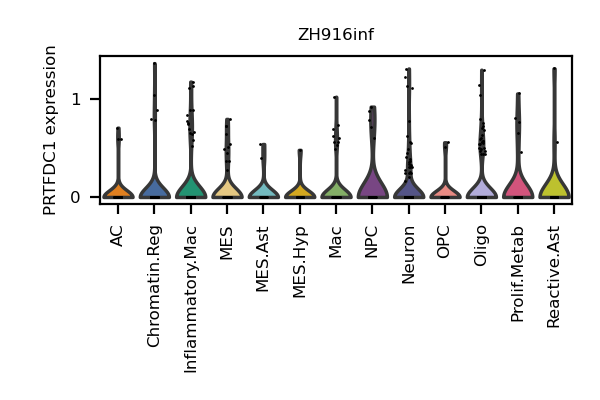 ZH916inf
PRTFDC1 expression
1
0
AC
Chromatin.Reg
Inflammatory.Mac
MES
MES.Ast
MES.Hyp
Mac
NPC
Neuron
OPC
Oligo
Prolif.Metab
Reactive.Ast